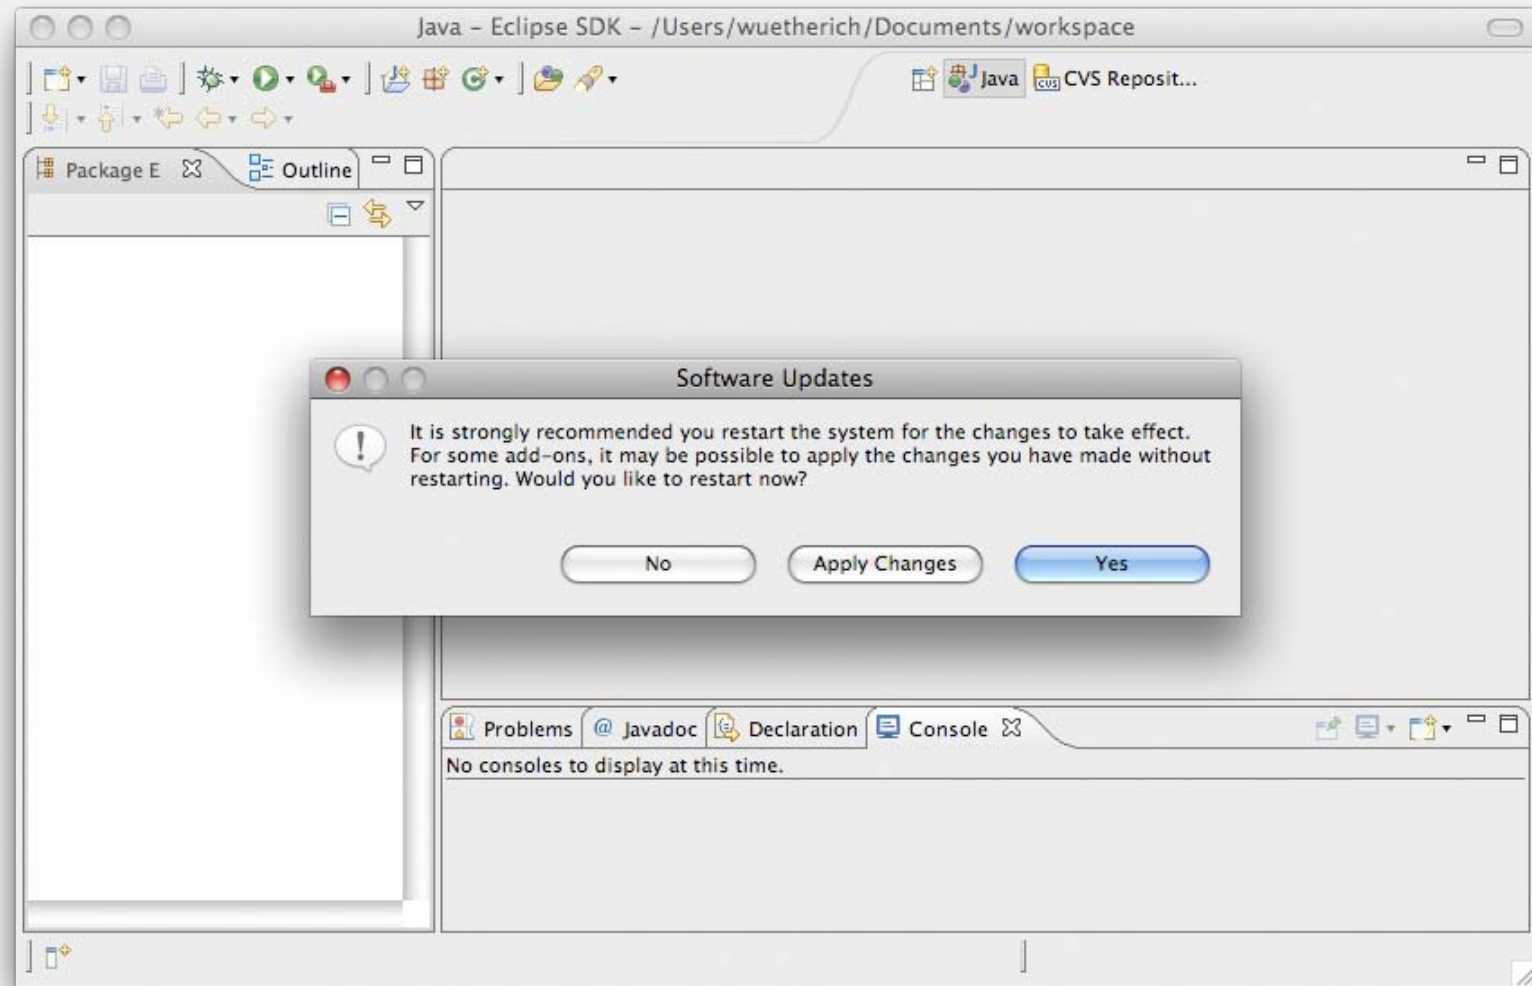 Java – Eclipse SDK – /Users/wuetherich/Documents/workspace
Java
CVS Reposit...
Package E
Outline
Software Updates
It is strongly recommended you restart the system for the changes to take effect.
For some add-ons, it may be possible to apply the changes you have made without
restarting. Would you like to restart now?
No
Apply Changes
Yes
Problems
@ Javadoc
Declaration
Console
No consoles to display at this time.